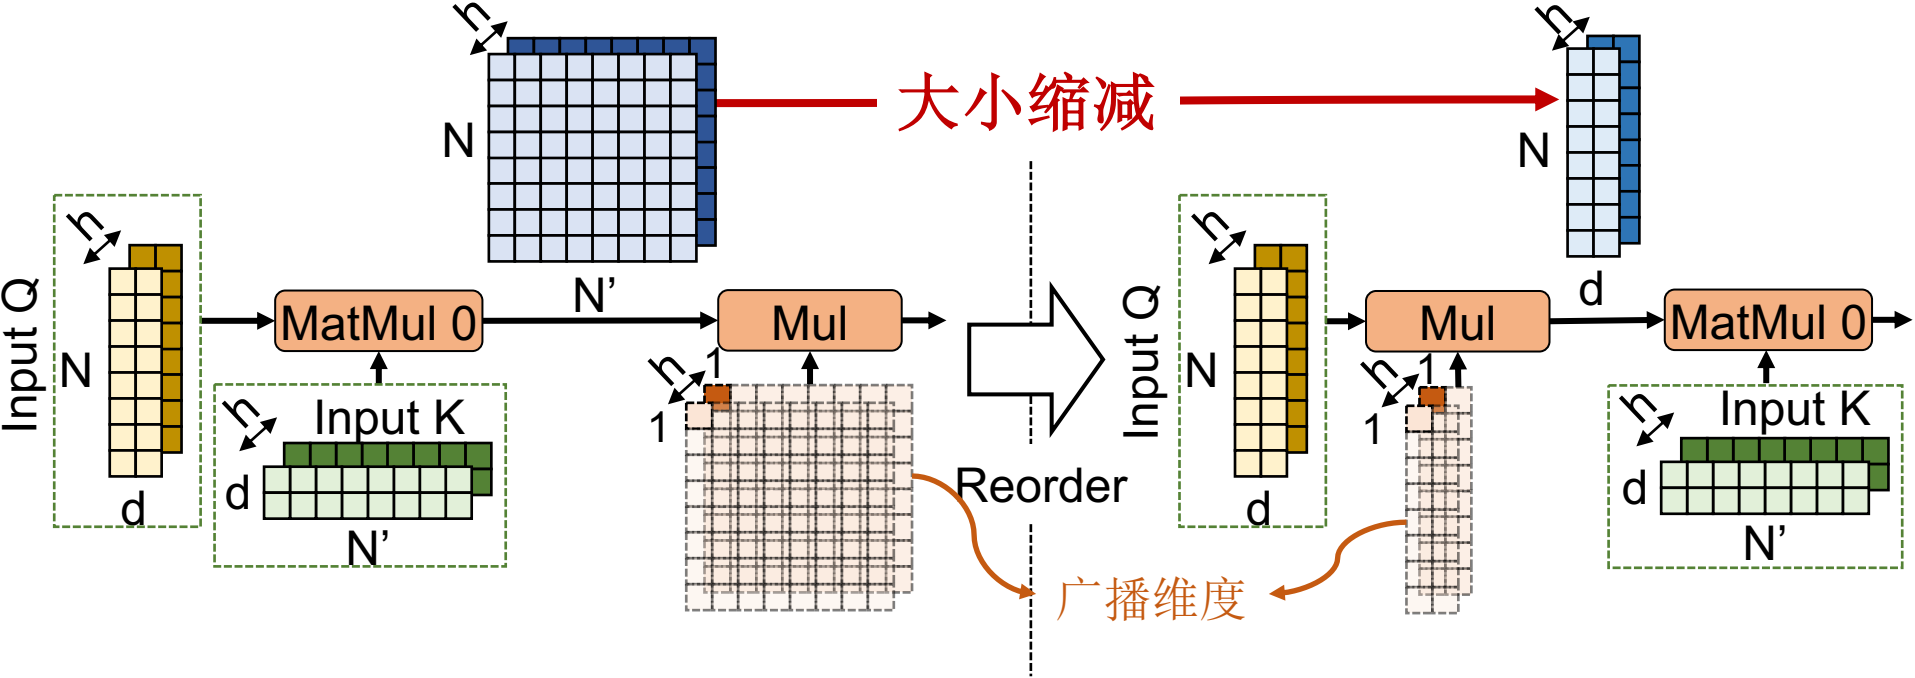 h
N
大小缩减
h
N
h
Input Q
N
d
MatMul 0
N’
Mul
h
Input K
d
N’
h
1
1
Reorder
广播维度
h
Input Q
N
d
Mul
d
MatMul 0
h
1
1
h
Input K
d
N’